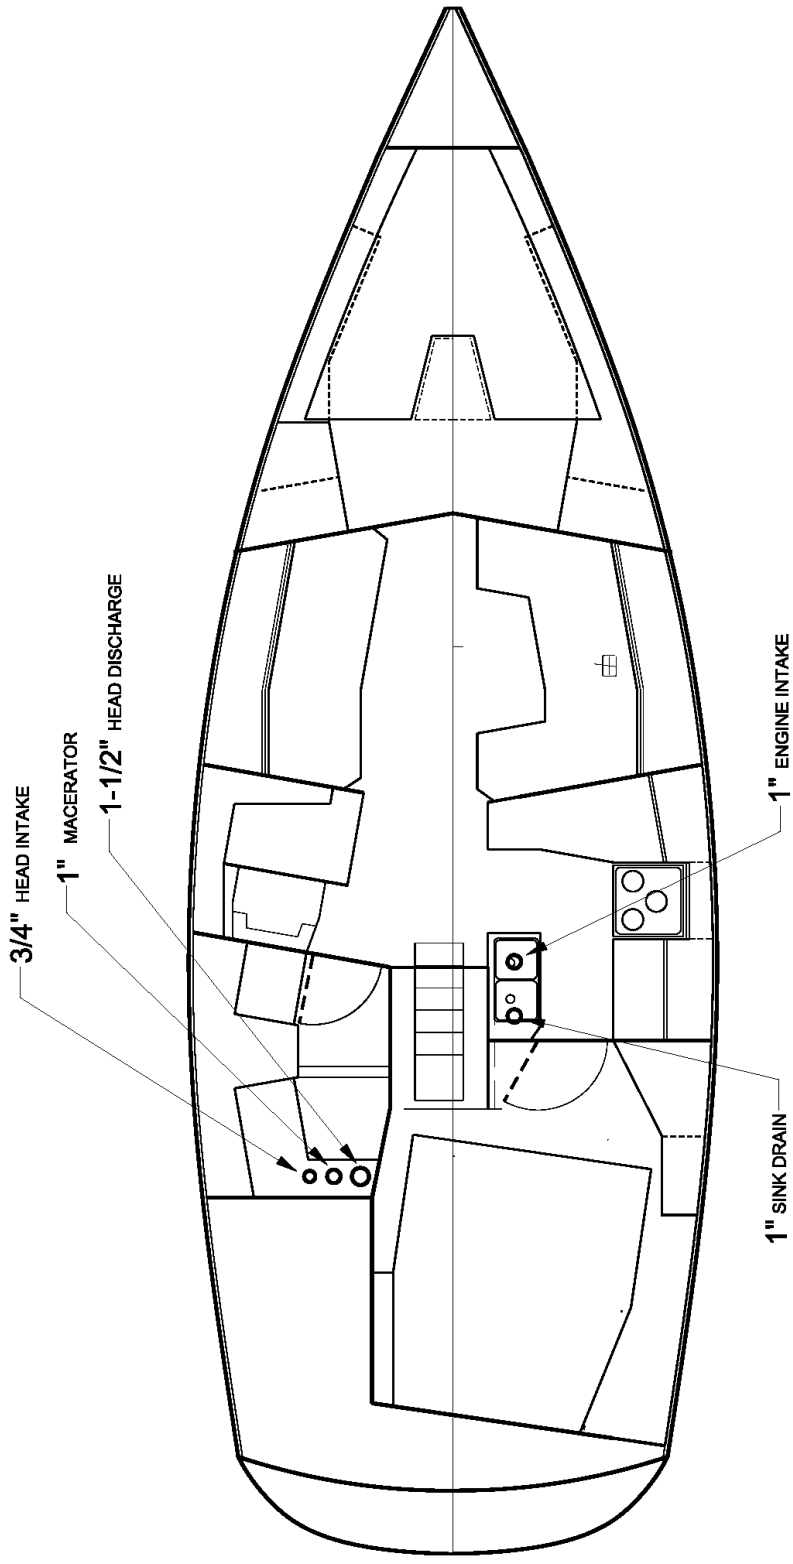 3/4" HEAD INTAKE
1" MACERATOR
1-1/2" HEAD DISCHARGE
1" SINK DRAIN
1" ENGINE INTAKE